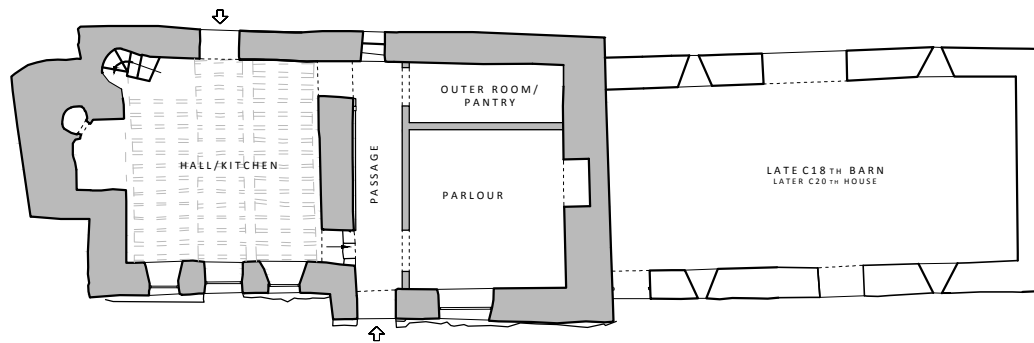 OUTER ROOM/
PANTRY
HALL/KITCHEN
PASSAGE
PARLOUR
LATE C18TH BARN
LATER C20TH HOUSE